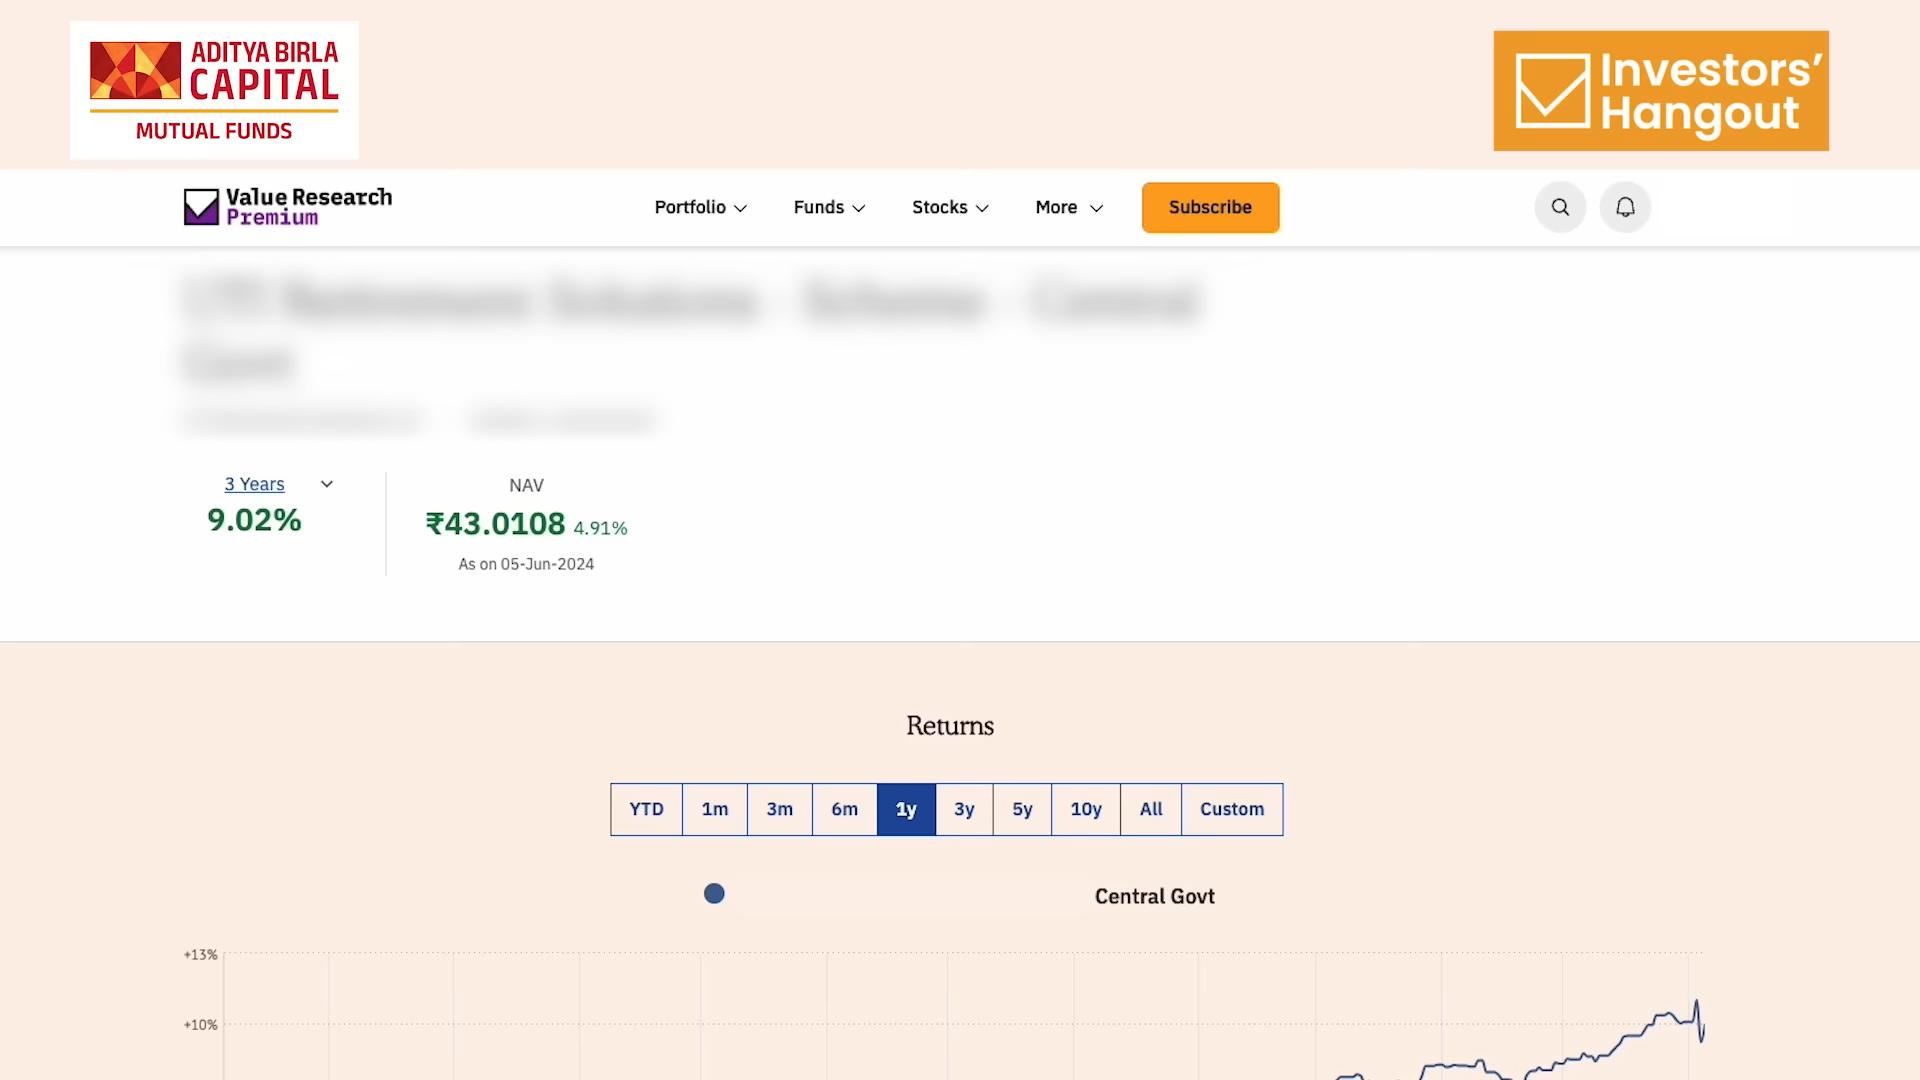 ADITYA BIRLA
CAPITAL
MUTUAL FUNDS
Investors’
Hangout
Value Research
Premium
Portfolio
Funds
Stocks
More
Subscribe
3 Years
9.02%
NAV
₹43.0108 4.91%
As on 05-Jun-2024
Returns
YTD 1m 3m 6m 1y 3y 5y 10y All Custom
Central Govt
+13%
+10%